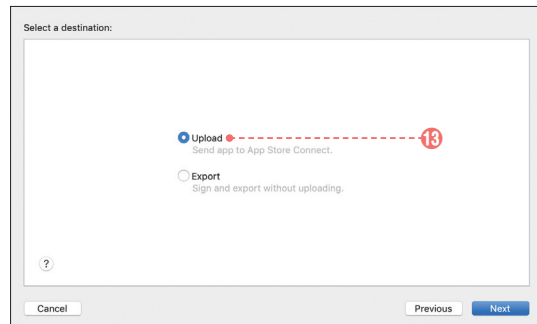 Select a destination:
Upload 13
Send app to App Store Connect.
Export
Sign and export without uploading.
?
Cancel Previous Next